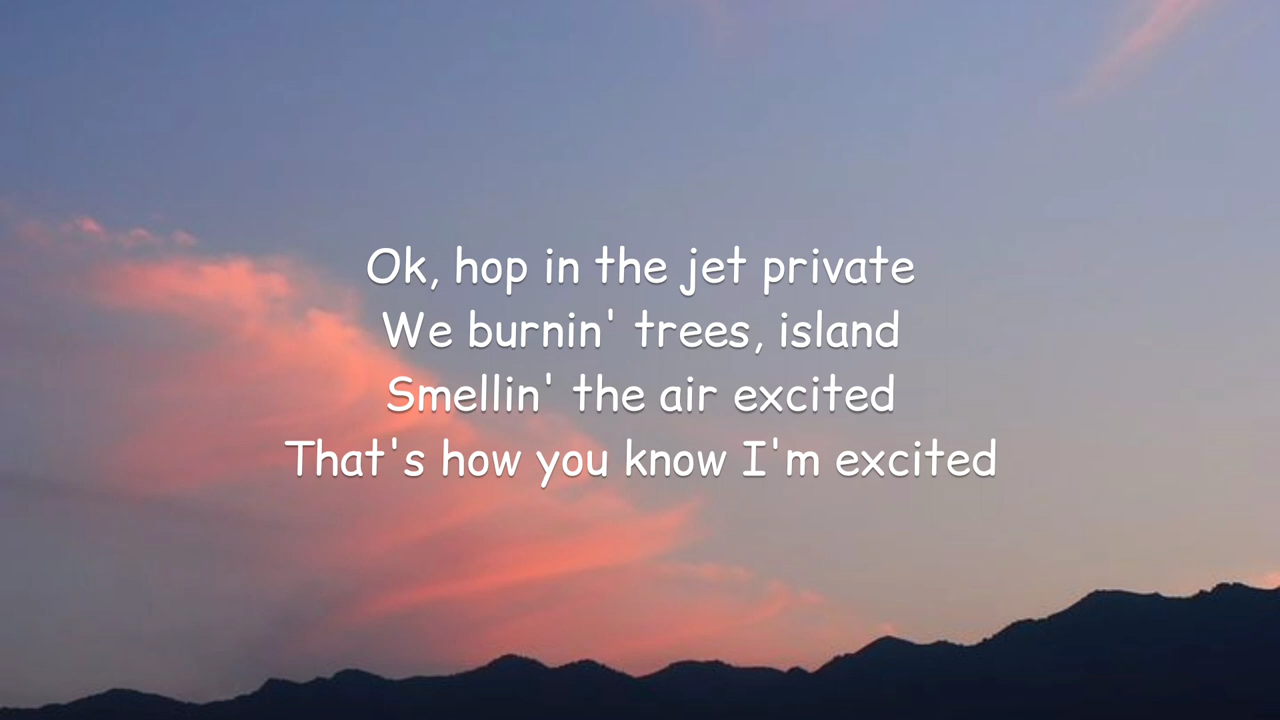 Ok, hop in the jet private
We burnin' trees, island
Smellin' the air excited
That's how you know I'm excited